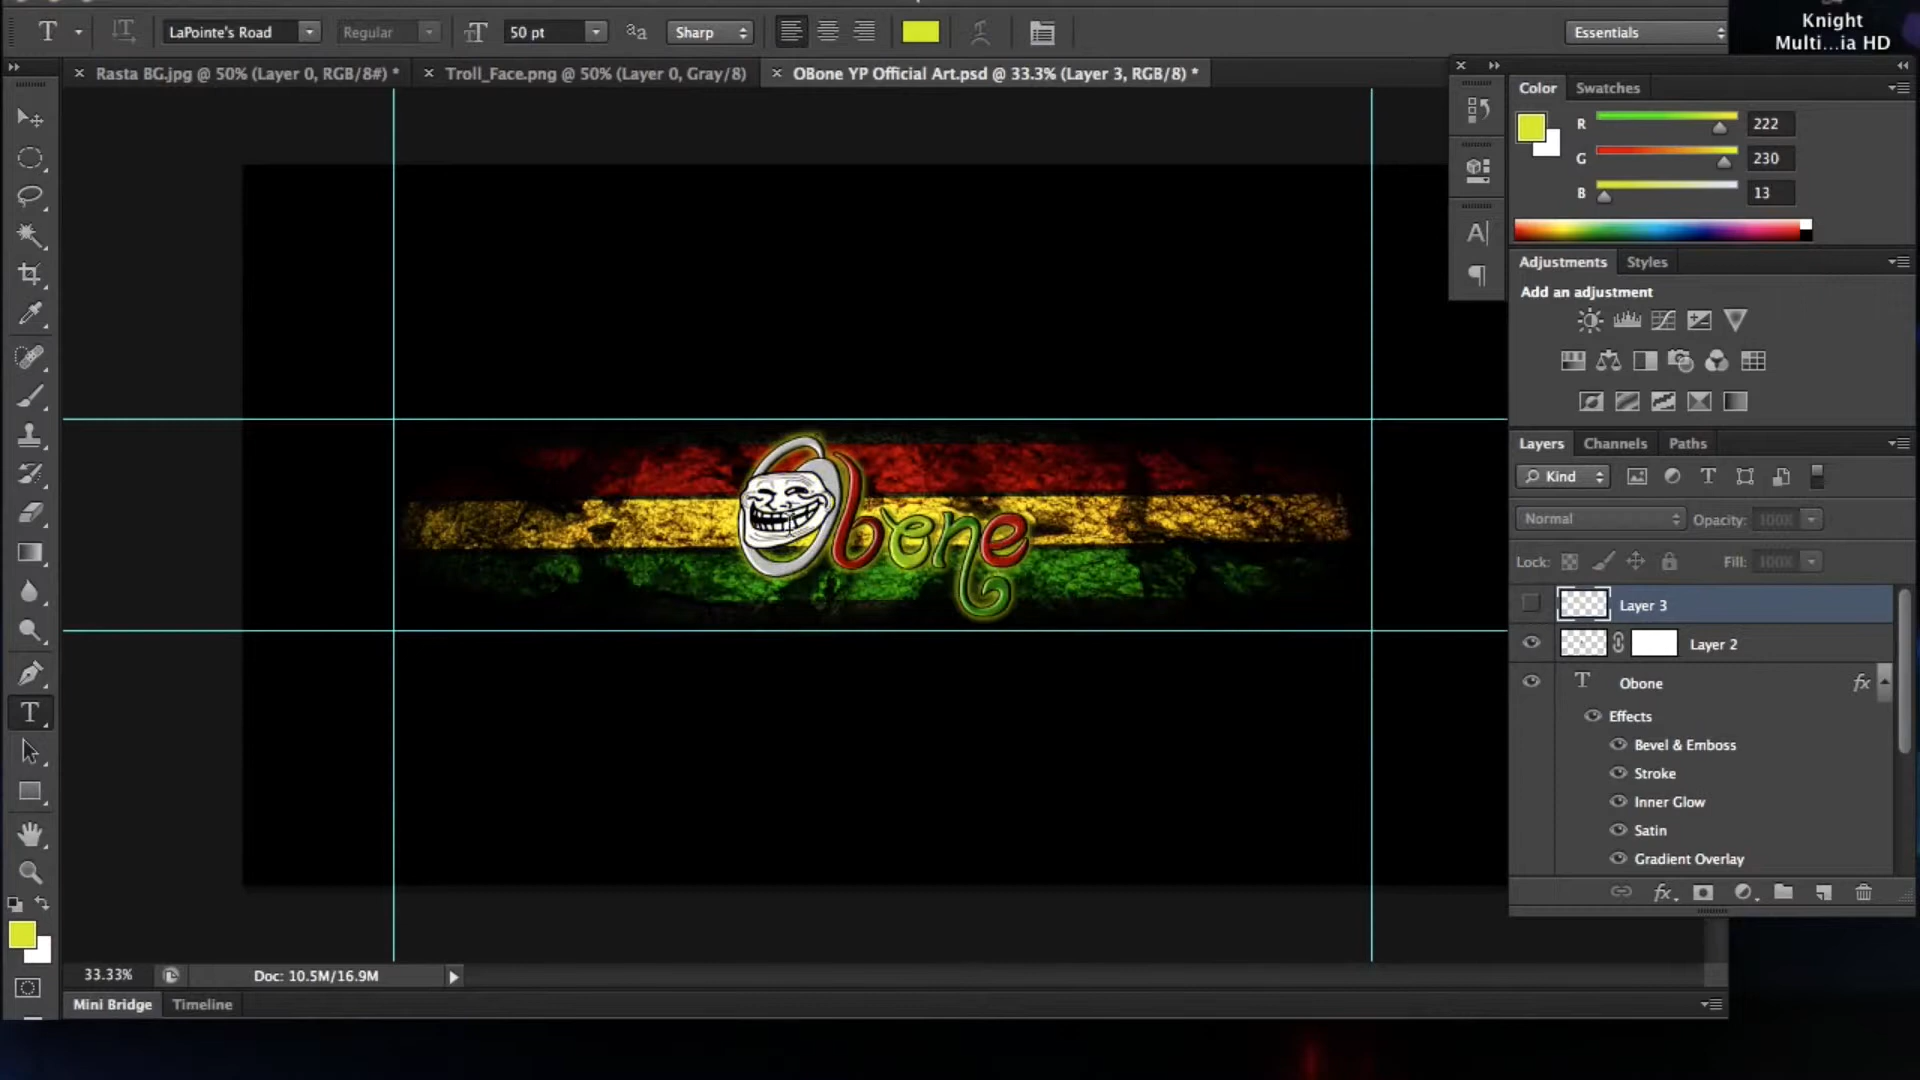 Knight
Multi...ia HD
T
LaPointe's Road
Regular
50 pt
Sharp
Essentials
Rasta BG.jpg @ 50% (Layer 0, RGB/8#) *
Troll_Face.png @ 50% (Layer 0, Gray/8)
OBone YP Official Art.psd @ 33.3% (Layer 3, RGB/8) *
Color
Swatches
R
222
G
230
B
13
Adjustments
Styles
Add an adjustment
Layers
Channels
Paths
Kind
Normal
Opacity: 100%
Lock:
Fill: 100%
Layer 3
Layer 2
Obone
fx
Effects
Bevel & Emboss
Stroke
Inner Glow
Satin
Gradient Overlay
Obone
33.33%
Doc: 10.5M/16.9M
Mini Bridge
Timeline